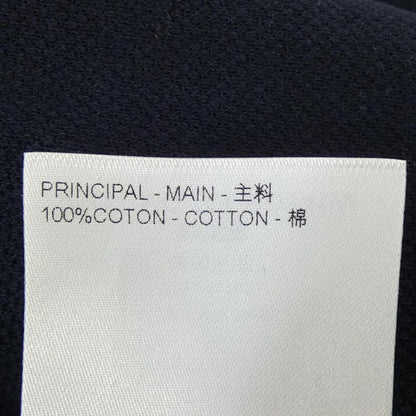 PRINCIPAL - MAIN - 主料
100%COTON - COTTON - 棉